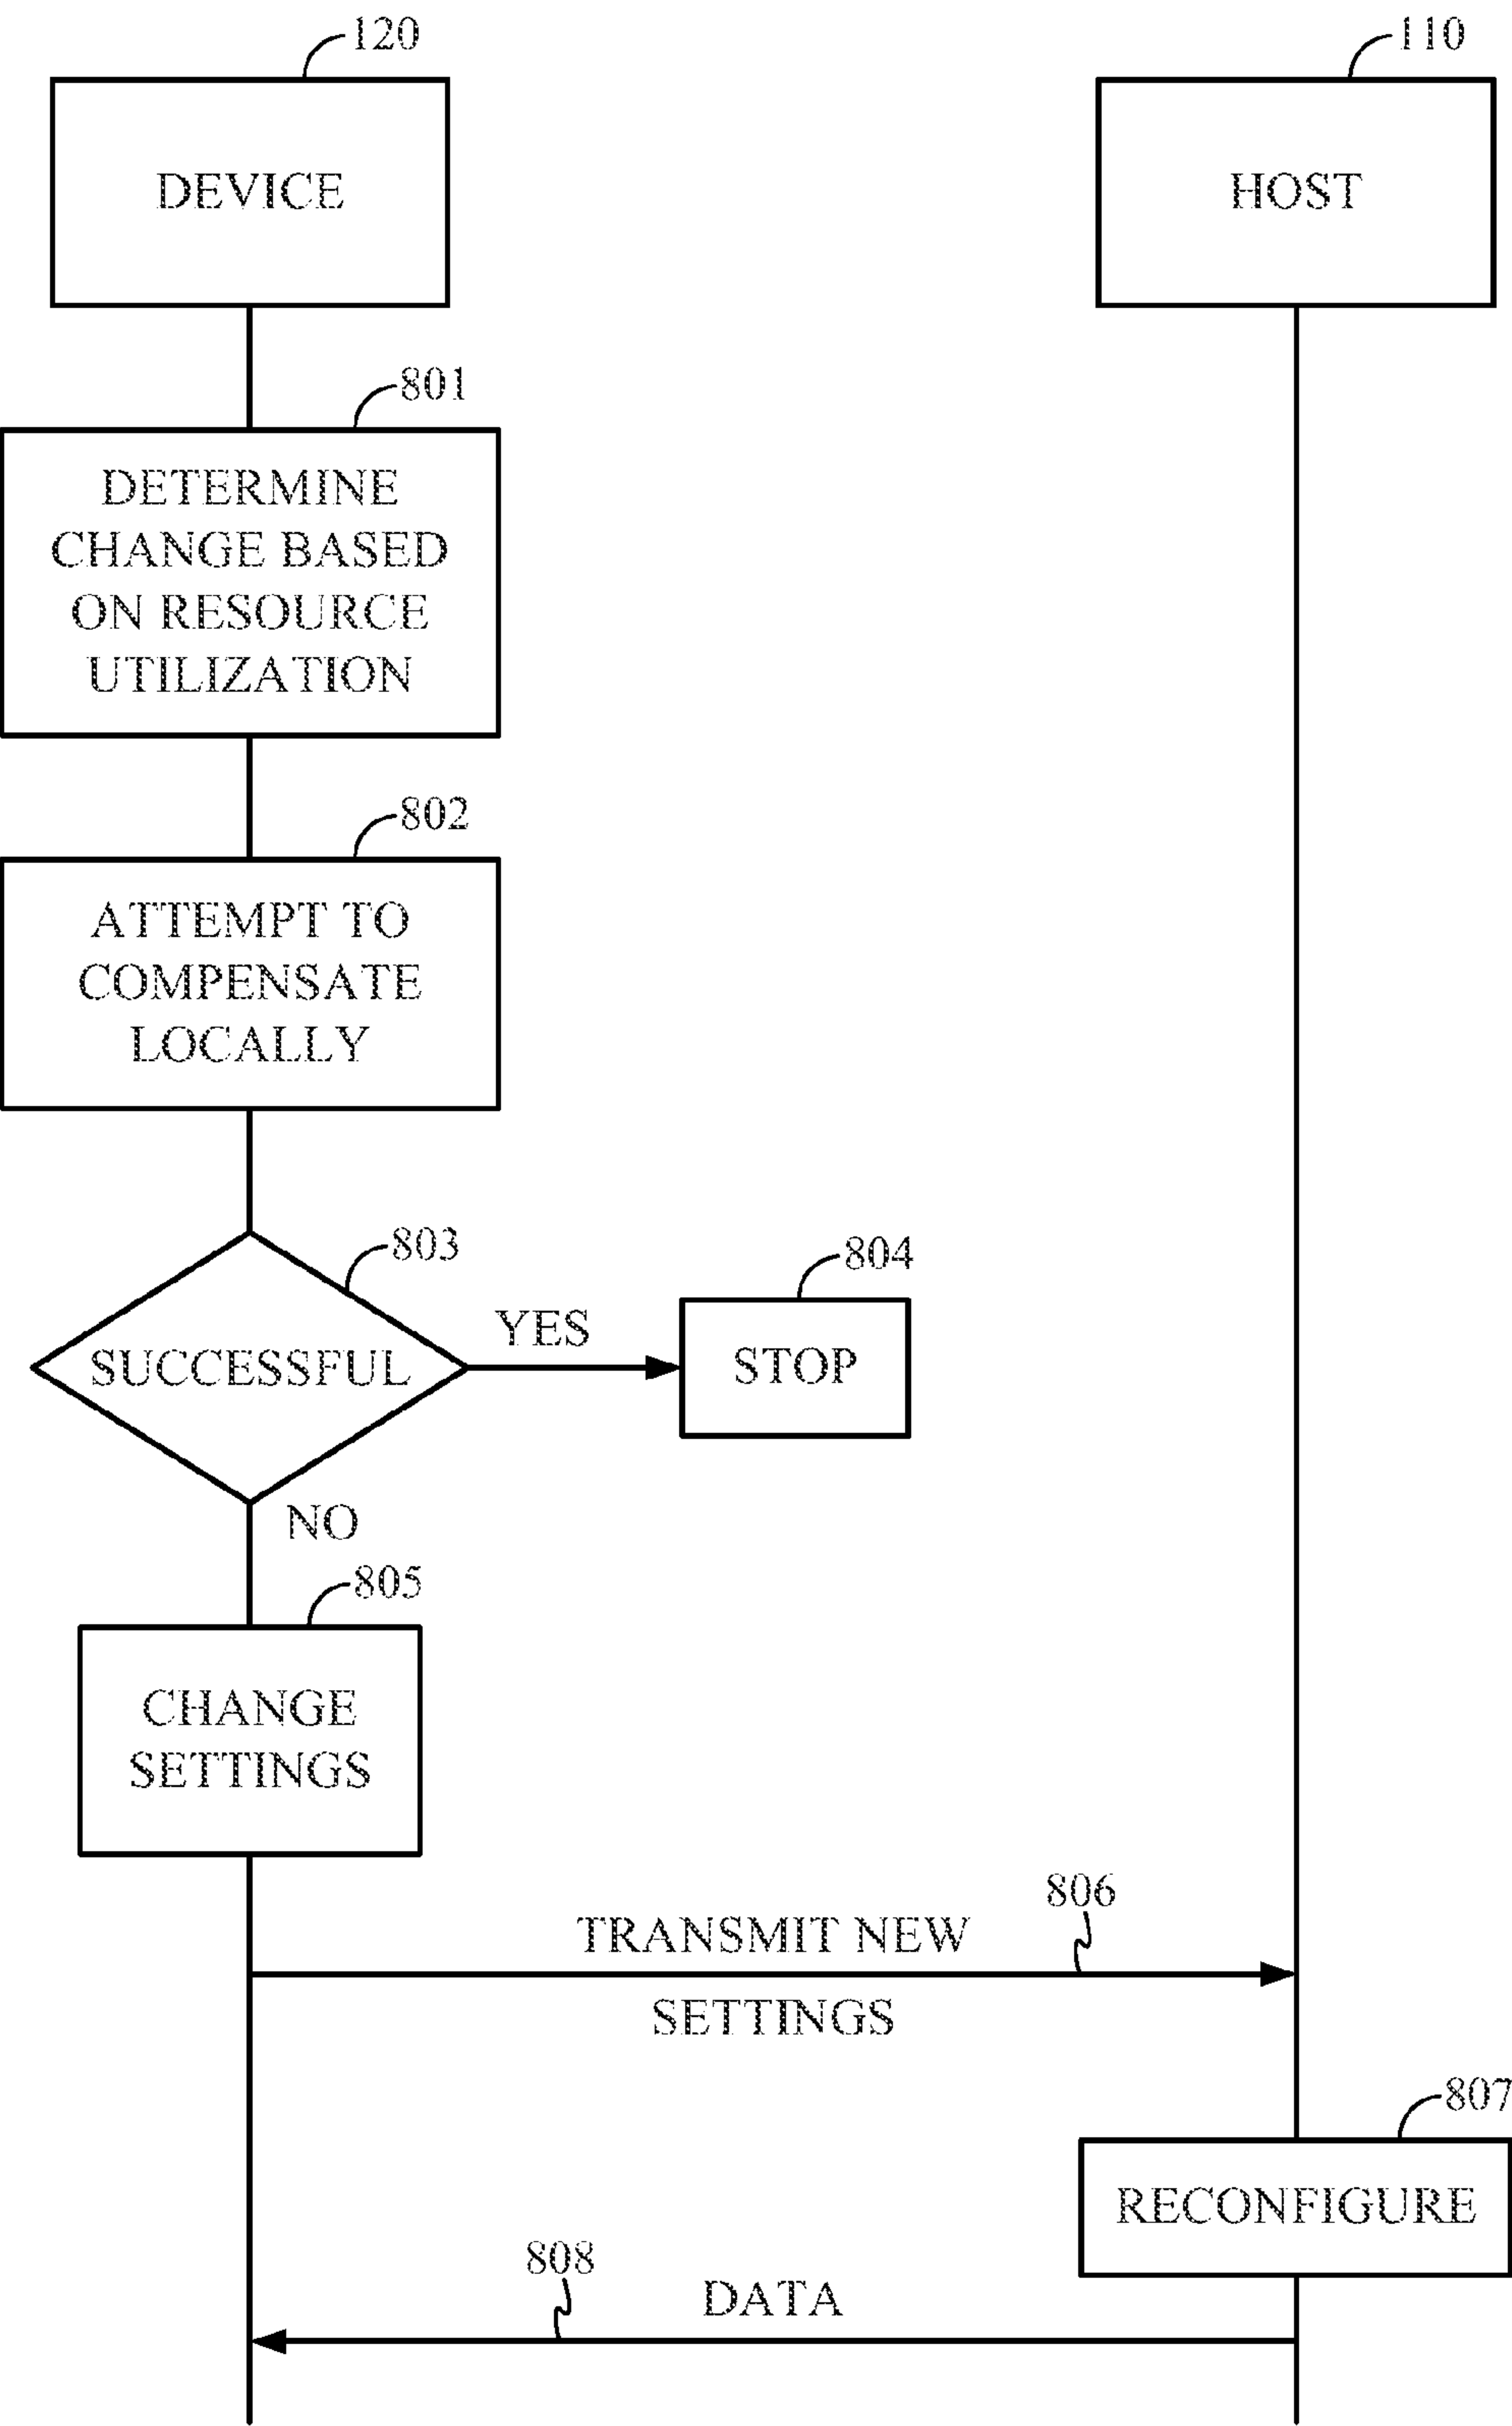 120
110
DEVICE
HOST
801
DETERMINE
CHANGE BASED
ON RESOURCE
UTILIZATION
802
ATTEMPT TO
COMPENSATE
LOCALLY
803
804
YES
SUCCESSFUL
STOP
NO
805
CHANGE
SETTINGS
806
TRANSMIT NEW
SETTINGS
807
RECONFIGURE
808
DATA